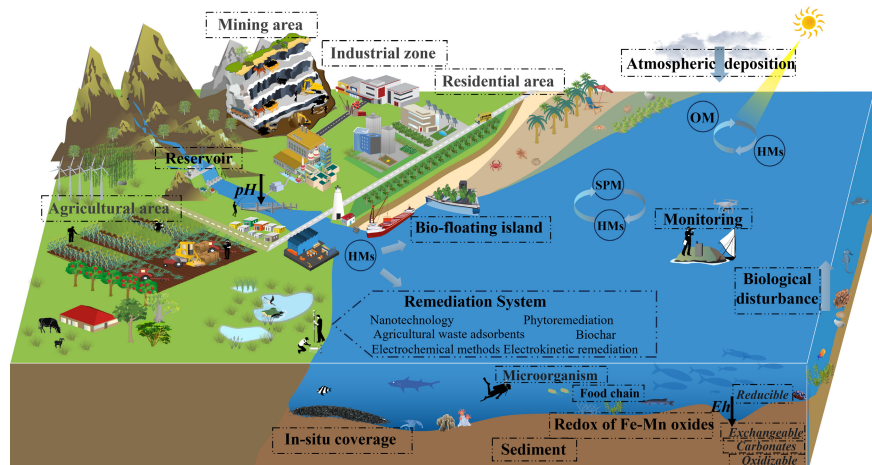 Mining area
Industrial zone
Residential area
Atmospheric deposition
OM
HMs
Reservoir
pH
SPM
HMs
Agricultural area
Bio-floating island
Monitoring
HMs
Biological
disturbance
Remediation System
Nanotechnology Phytoremediation
Agricultural waste adsorbents Biochar
Electrochemical methods Electrokinetic remediation
Microorganism
Food chain
Reducible
Eh
In-situ coverage
Redox of Fe-Mn oxides
Exchangeable
Carbonates
Oxidizable
Sediment